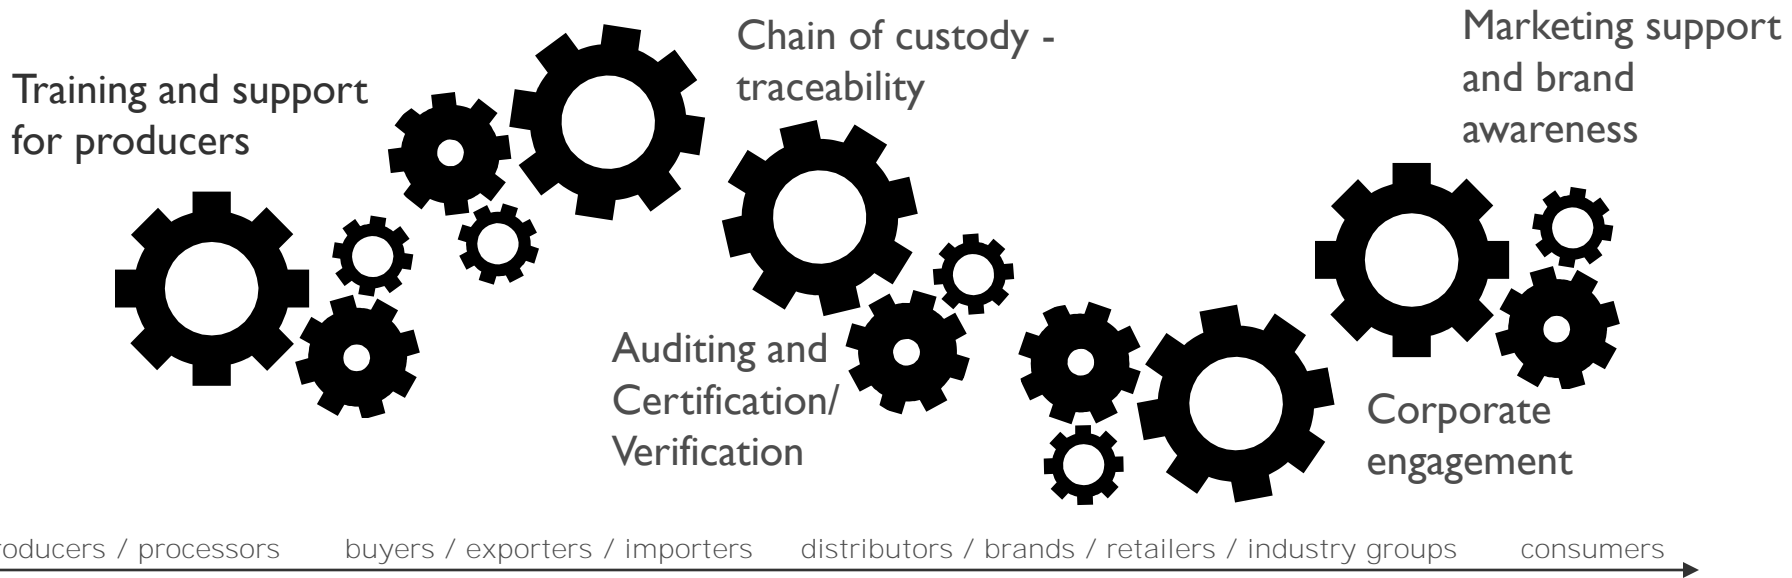 Training and support
for producers
Chain of custody -
traceability
Auditing and
Certification/
Verification
Marketing support
and brand
awareness
Corporate
engagement
roducers / processors buyers / exporters / importers distributors / brands / retailers / industry groups consumers